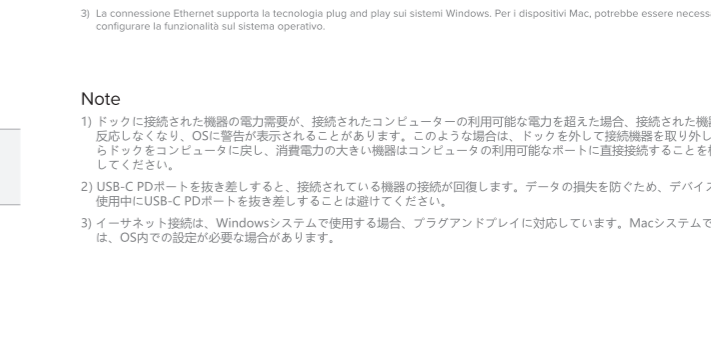 3) La connessione Ethernet supporta la tecnologia plug and play sui sistemi Windows. Per i dispositivi Mac, potrebbe essere
configurare la funzionalità sul sistema operativo.
Note
1) ドックに接続された機器の電力需要が、接続されたコンピューターの利用可能な電力を超えた場合、接続された機
反応しなくなり、OSに警告が表示されることがあります。このような場合は、ドックを外して接続機器を取り外し
らドックをコンピュータに戻し、消費電力の大きい機器はコンピュータの利用可能なポートに直接接続することを
してください。
2) USB-C PDポートを抜き差しすると、接続されている機器の接続が回復します。データの損失を防ぐため、デバイス
使用中にUSB-C PDポートを抜き差しすることは避けてください。
3) イーサネット接続は、Windowsシステムで使用する場合、プラグアンドプレイに対応しています。Macシステムで
は、OS内での設定が必要な場合があります。